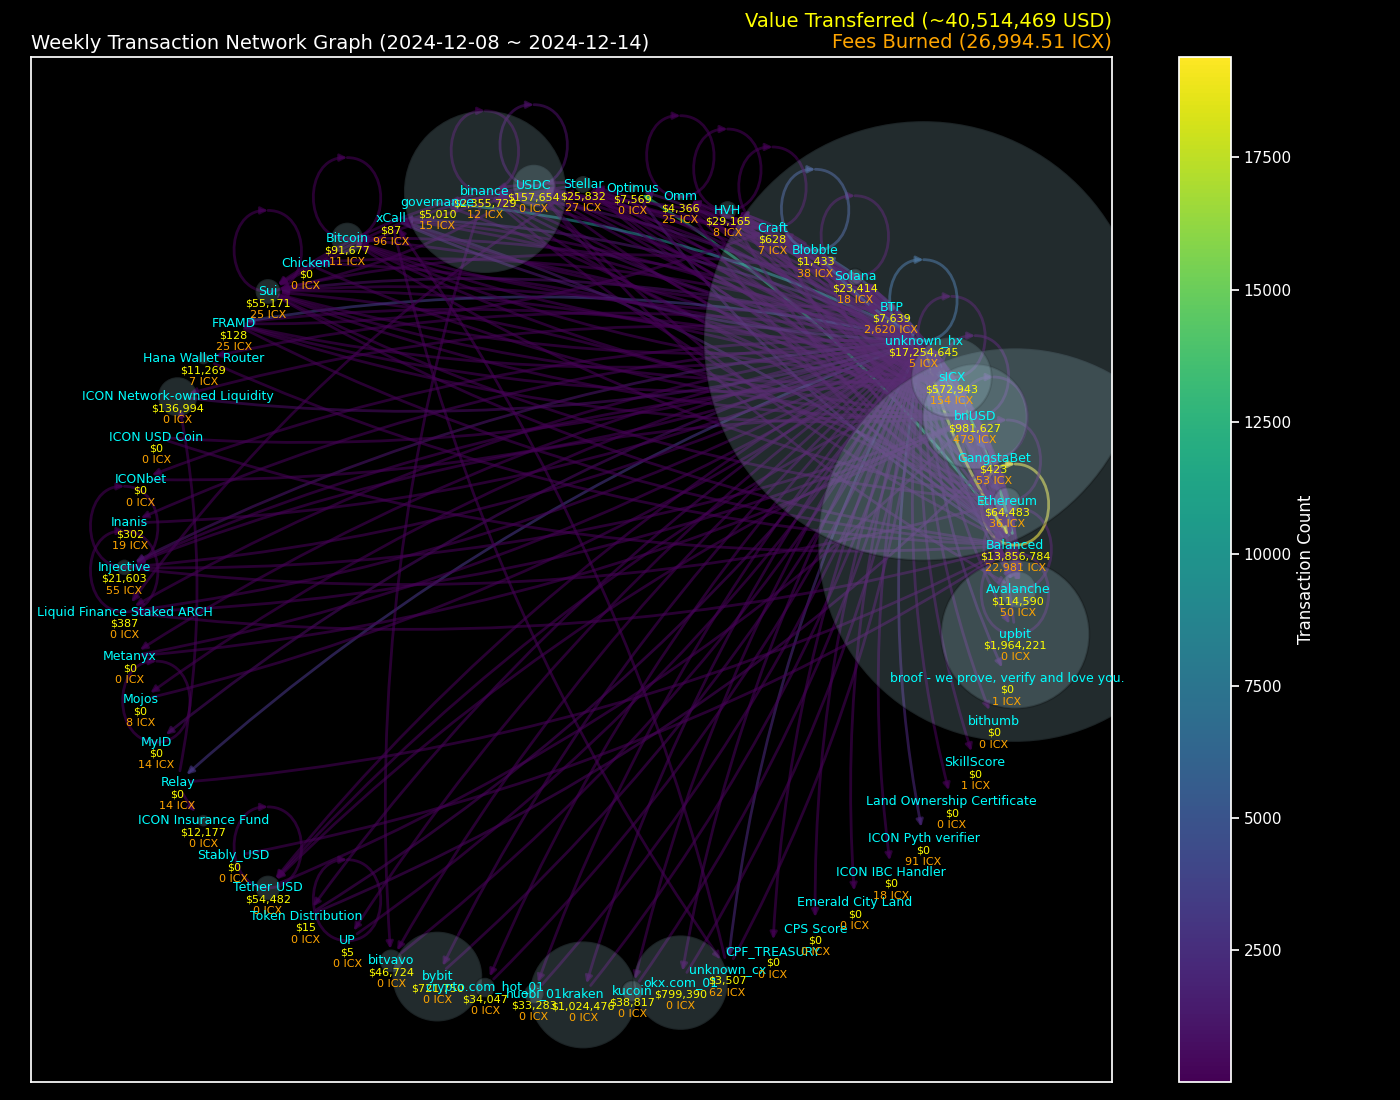 Value Transferred (~40,514,469 USD)
Weekly Transaction Network Graph (2024-12-08 ~ 2024-12-14)
Fees Burned (26,994.51 ICX)
binance
$2,355,729
12 ICX
USDC
$157,654
0 ICX
Stellar
$25,832
27 ICX
Optimus
$7,569
0 ICX
Omm
$4,366
25 ICX
HVH
$29,165
8 ICX
Craft
$628
7 ICX
Blobble
$1,433
38 ICX
Solana
$23,414
18 ICX
BTP
$7,639
2,620 ICX
unknown_hx
$17,254,645
5 ICX
sICX
$572,943
154 ICX
bnUSD
$981,627
479 ICX
GangstaBet
$423
53 ICX
Ethereum
$64,483
36 ICX
Balanced
$13,856,784
22,981 ICX
Avalanche
$114,590
50 ICX
upbit
$1,964,221
0 ICX
broof - we prove, verify and love you.
$0
1 ICX
bithumb
$0
0 ICX
SkillScore
$0
1 ICX
Land Ownership Certificate
$0
0 ICX
ICON Pyth verifier
$0
91 ICX
ICON IBC Handler
$0
18 ICX
Emerald City Land
$0
0 ICX
CPS Score
$0
ICX
CPF_TREASURY
$0
0 ICX
unknown_cx
$3,507
62 ICX
okx.com_01
$799,390
0 ICX
kucoin
$38,817
0 ICX
kraken
$1,024,476
0 ICX
huobi_01
$33,283
0 ICX
crypto.com_hot_01
$34,047
0 ICX
bybit
0 ICX
bitvavo
$46,724
0 ICX
UP
$5
0 ICX
Token Distribution
$15
0 ICX
Tether USD
$54,482
0 ICX
Stably_USD
$0
0 ICX
ICON Insurance Fund
$12,177
0 ICX
Relay
$0
14 ICX
MyID
$0
14 ICX
Mojos
$0
8 ICX
Metanyx
$0
0 ICX
Liquid Finance Staked ARCH
$387
0 ICX
Injective
$21,603
55 ICX
Inanis
$302
19 ICX
ICONbet
$0
0 ICX
ICON USD Coin
$0
0 ICX
ICON Network-owned Liquidity
$136,994
0 ICX
Hana Wallet Router
$11,269
7 ICX
FRAMD
$128
25 ICX
Sui
$55,171
25 ICX
Chicken
$0
0 ICX
Bitcoin
$91,677
11 ICX
xCall
$87
96 ICX
governance
$5,010
15 ICX
17500
15000
12500
10000
7500
5000
2500
Transaction Count